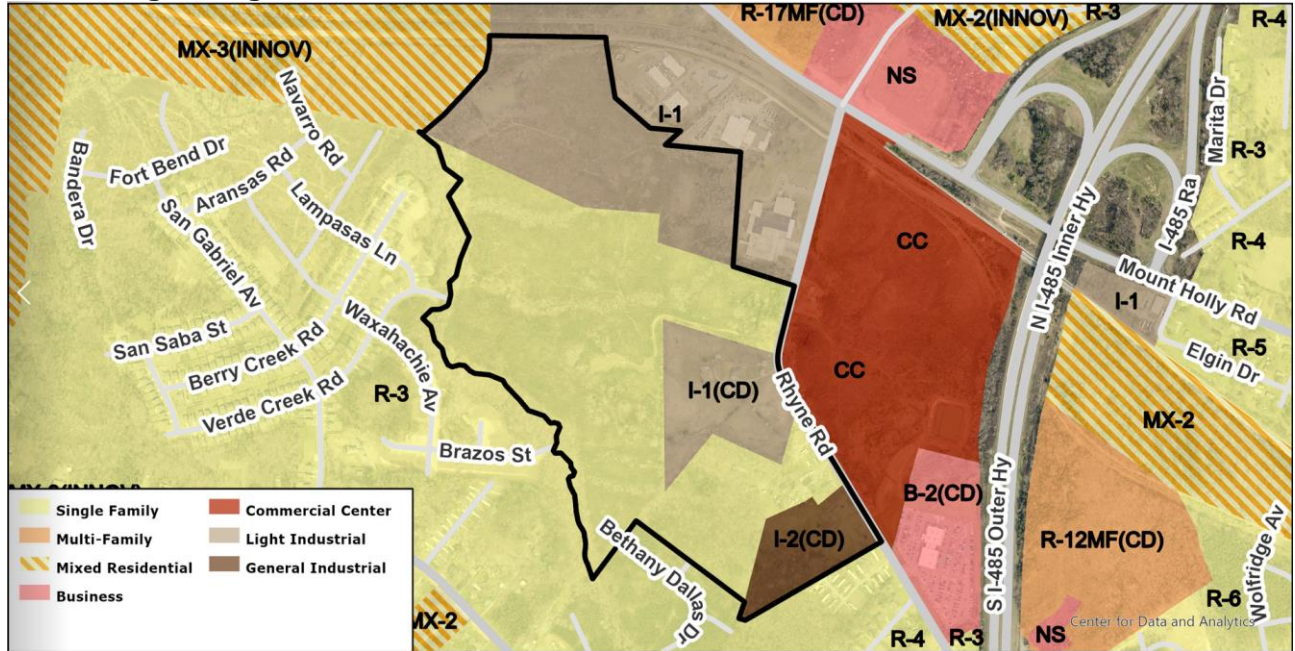 R-17MF(CD)
MX-2(INNOV)
R-3
R-4
MX-3(INNOV)
NS
Navarro Rd
I-1
Marita Dr
Fort Bend Dr
Bandera Dr
Aransas Rd
R-3
Lampasas Ln
I-485 Ra
San Gabriel Av
CC
R-4
N I-485 Inner Hy
Mount Holly Rd
I-1
Waxahachie Av
San Saba St
R-5
Elgin Dr
Berry Creek Rd
CC
I-1(CD)
Rhyne Rd
R-3
Verde Creek Rd
MX-2
Brazos St
B-2(CD)
S I-485 Outer Hy
Single Family
Commercial Center
Multi-Family
Light Industrial
Mixed Residential
General Industrial
Business
I-2(CD)
R-12MF(CD)
Bethany Dallas Dr
Wolfridge Av
R-6
MX-2
R-4
R-3
NS
Center for Data and Analytics